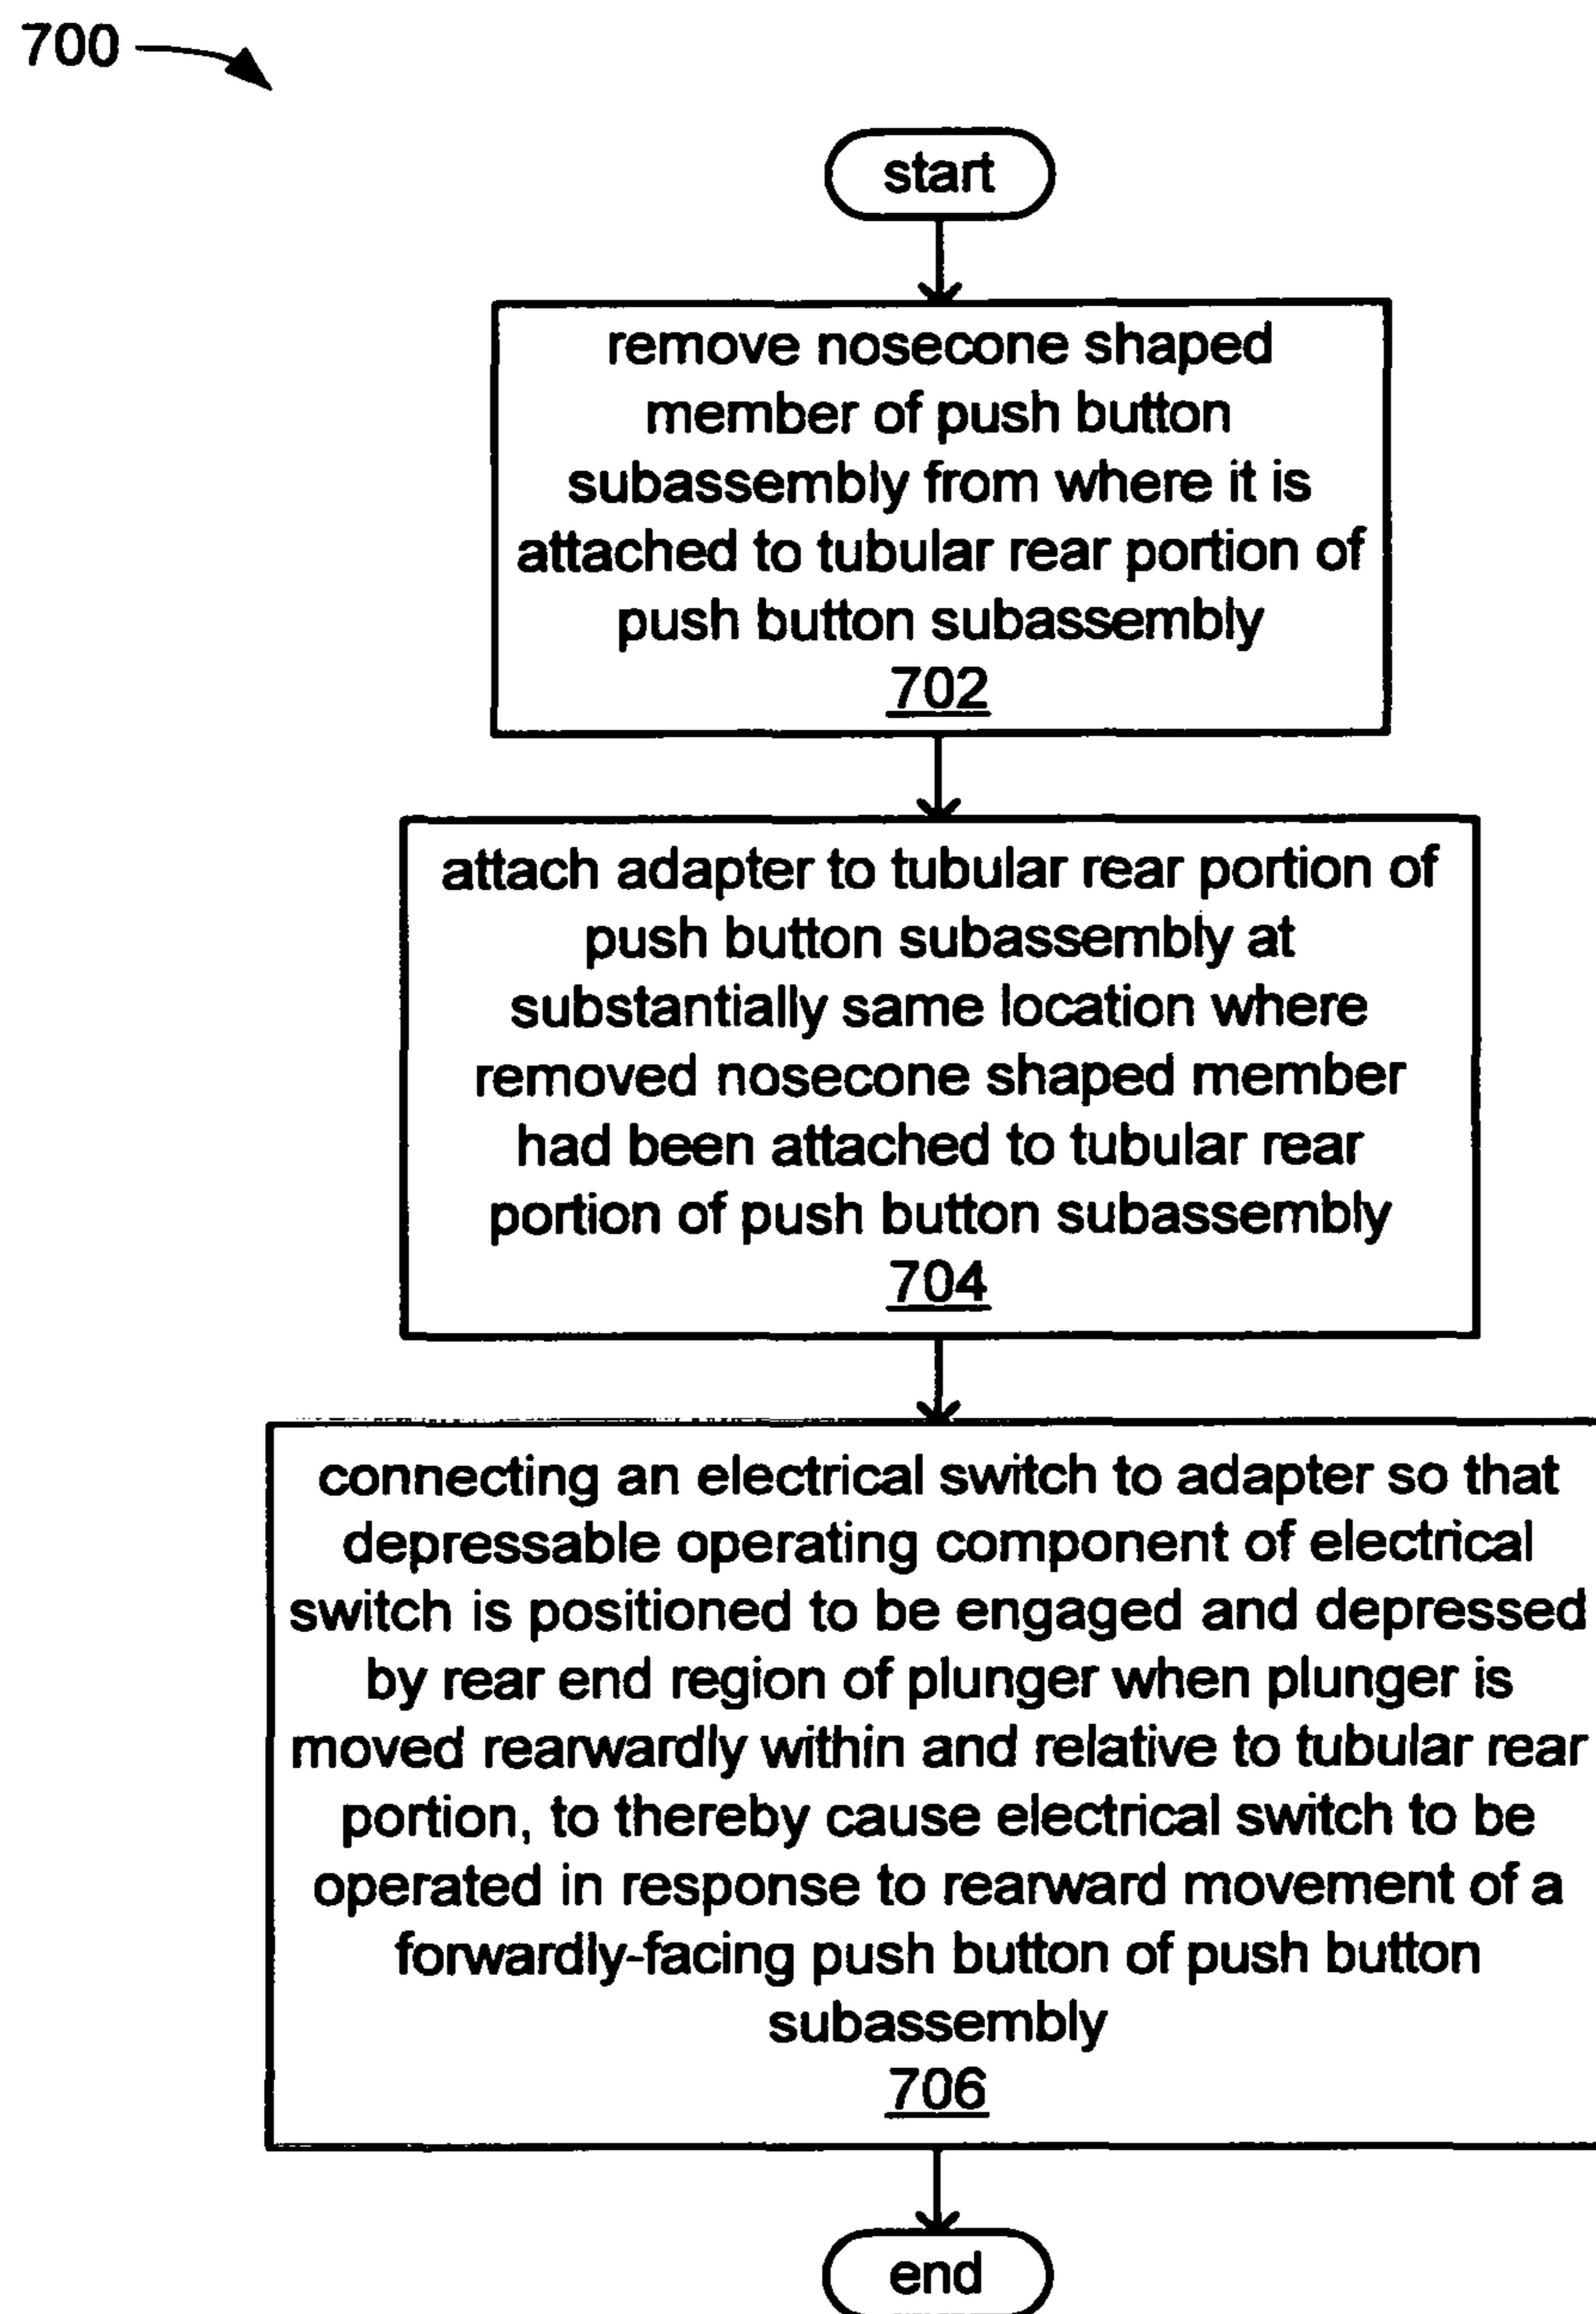 700
start
remove nosecone shaped
member of push button
subassembly from where it is
attached to tubular rear portion of
push button subassembly
702
attach adapter to tubular rear portion of
push button subassembly at
substantially same location where
removed nosecone shaped member
had been attached to tubular rear
portion of push button subassembly
704
connecting an electrical switch to adapter so that
depressable operating component of electrical
switch is positioned to be engaged and depressed
by rear end region of plunger when plunger is
moved rearwardly within and relative to tubular rear
portion, to thereby cause electrical switch to be
operated in response to rearward movement of a
forwardly-facing push button of push button
subassembly
706
end